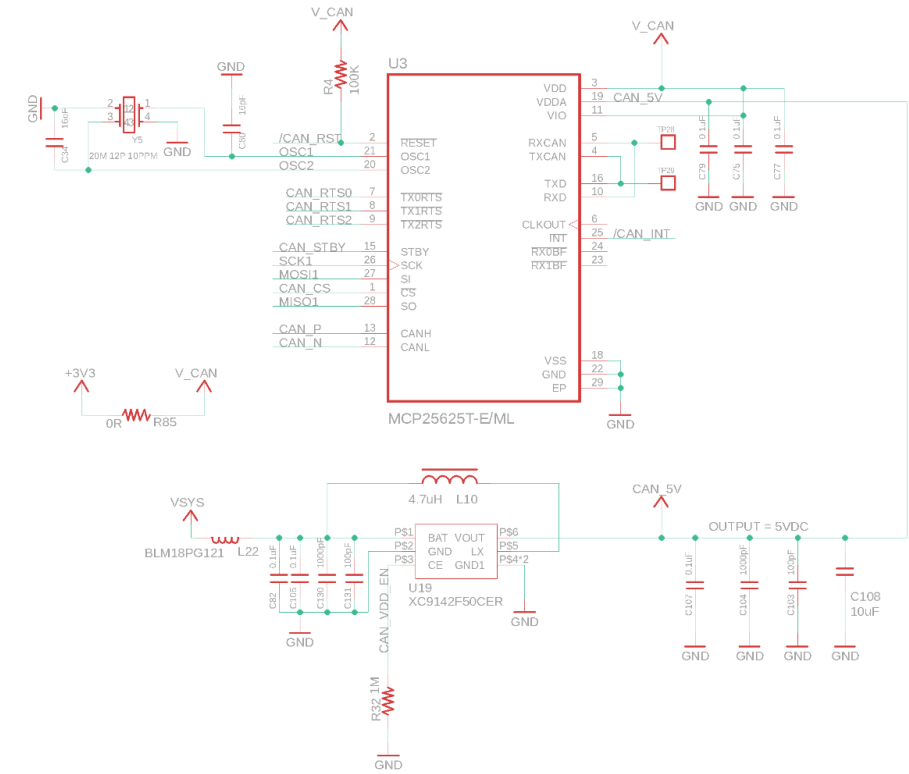 V_CAN
R4
100K
U3
V_CAN
GND
GND
16pF
C34
2
3
1
4
12
43
Y5
20M 12P 10PPM
GND
16pF
C80
/CAN_RST
OSC1
OSC2
2
21
20
RESET
OSC1
OSC2
CAN_RTS0
CAN_RTS1
CAN_RTS2
7
8
9
TX0RTS
TX1RTS
TX2RTS
CAN_STBY
SCK1
MOSI1
CAN_CS
MISO1
15
26
27
1
28
STBY
SCK
SI
CS
SO
CAN_P
CAN_N
13
12
CANH
CANL
VDD
VDDA
VIO
3
19
11
CAN_5V
RXCAN
TXCAN
5
4
TP28
TXD
RXD
16
10
TP29
CLKOUT
INT
RX0BF
RX1BF
6
25
24
23
/CAN_INT
VSS
GND
EP
18
22
29
GND
0.1uF
C79
GND
0.1uF
C75
GND
0.1uF
C77
GND
MCP25625T-E/ML
+3V3
V_CAN
0R
R85
4.7uH
L10
VSYS
BLM18PG121
L22
0.1uF
C82
0.1uF
C105
1000pF
C130
100pF
C131
GND
P$1
P$2
P$3
BAT
GND
CE
VOUT
LX
GND1
P$6
P$5
P$4*2
U19
XC9142F50CER
GND
CAN_VDD_EN
R32
1M
GND
CAN_5V
OUTPUT = 5VDC
0.1uF
C107
GND
1000pF
C104
GND
100pF
C103
GND
C108
10uF
GND